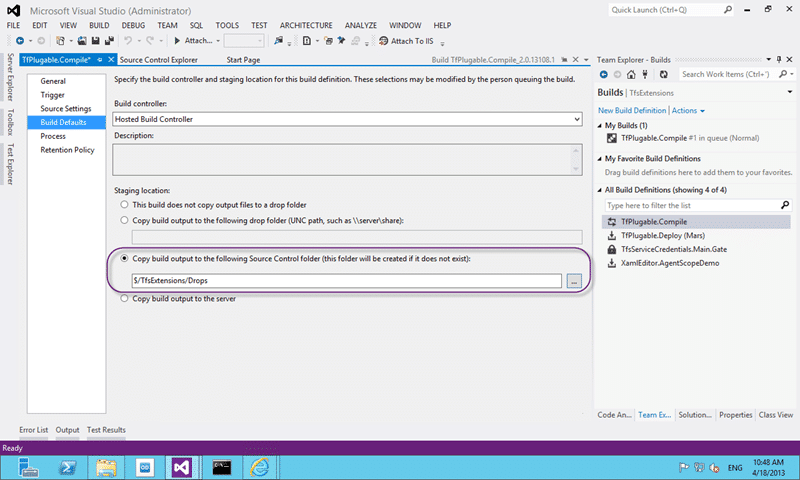 Microsoft Visual Studio (Administrator)
Quick Launch (Ctrl+Q)
FILE EDIT VIEW BUILD DEBUG TEAM SQL TOOLS TEST ARCHITECTURE ANALYZE WINDOW HELP
Attach...
Attach To IIS
Server Explorer
Toolbox
Test Explorer
TfPlugable.Compile*
Source Control Explorer
Start Page
Build TfPlugable.Compile_2.0.13108.1
General
Trigger
Source Settings
Build Defaults
Process
Retention Policy
Specify the build controller and staging location for this build definition. These selections may be modified by the person queuing the build.
Build controller:
Hosted Build Controller
Description:
Staging location:
This build does not copy output files to a drop folder
Copy build output to the following drop folder (UNC path, such as \\server\share):
Copy build output to the following Source Control folder (this folder will be created if it does not exist):
$/TfsExtensions/Drops
...
Copy build output to the server
Team Explorer - Builds
Search Work Items (Ctrl+')
Builds | TfsExtensions
New Build Definition | Actions
My Builds (1)
TfPlugable.Compile #1 in queue (Normal)
My Favorite Build Definitions
Drag build definitions here to add them to your favorites.
All Build Definitions (showing 4 of 4)
Type here to filter the list
TfPlugable.Compile
TfPlugable.Deploy (Mars)
TfsServiceCredentials.Main.Gate
XamlEditor.AgentScopeDemo
Code An... Team Ex... Solution... Properties Class View
Error List Output Test Results
Ready
ENG
10:48 AM
4/18/2013